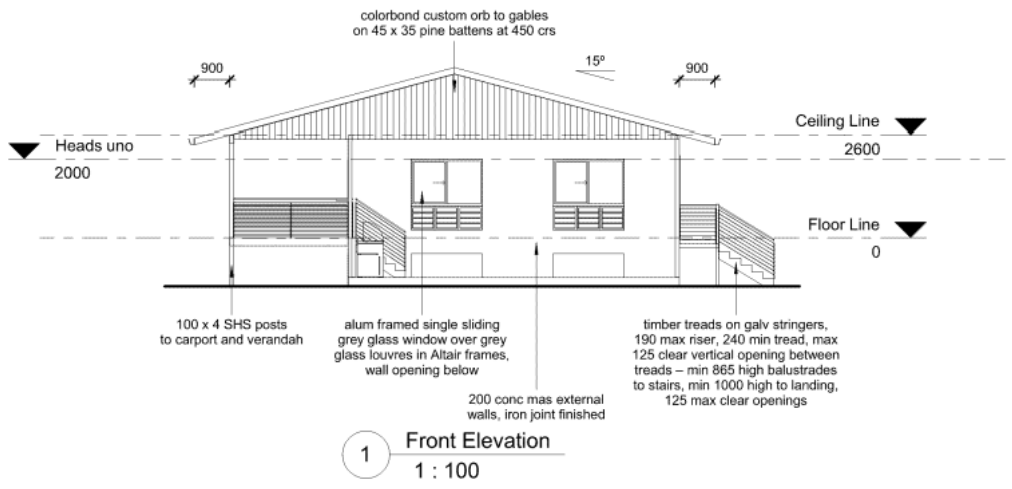 colorbond custom orb to gables
on 45 x 35 pine battens at 450 crs
900
15º
900
Ceiling Line
2600
Heads uno
2000
Floor Line
0
100 x 4 SHS posts
to carport and verandah
alum framed single sliding
grey glass window over grey
glass louvres in Altair frames,
wall opening below
200 conc mas external
walls, iron joint finished
timber treads on galv stringers,
190 max riser, 240 min tread, max
125 clear vertical opening between
treads – min 865 high balustrades
to stairs, min 1000 high to landing,
125 max clear openings
1
Front Elevation
1 : 100